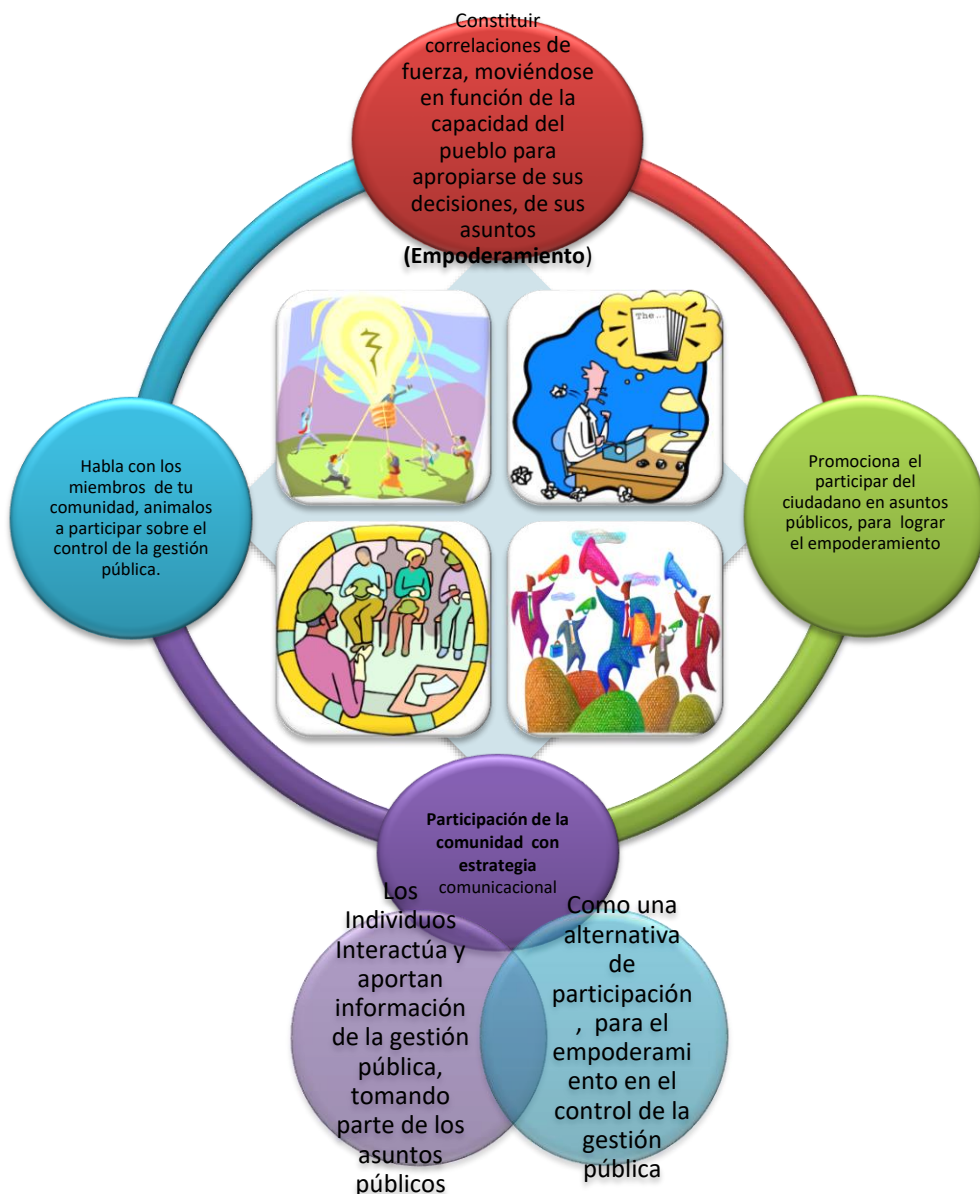 Constituir
correlaciones de
fuerza, moviéndose
en función de la
capacidad del
pueblo para
apropiarse de sus
decisiones, de sus
asuntos
(Empoderamiento)
The ...
Habla con los
miembros de tu
comunidad, animalos
a participar sobre el
control de la gestión
pública.
Promociona el
participar del
ciudadano en asuntos
públicos, para lograr
el empoderamiento
Participación de la
comunidad con
estrategia
comunicacional
Los
Individuos
Interactúa y
aportan
información
de la gestión
pública,
tomando
parte de los
asuntos
públicos
Como una
alternativa
de
participación
, para el
empoderami
ento en el
control de la
gestión
pública